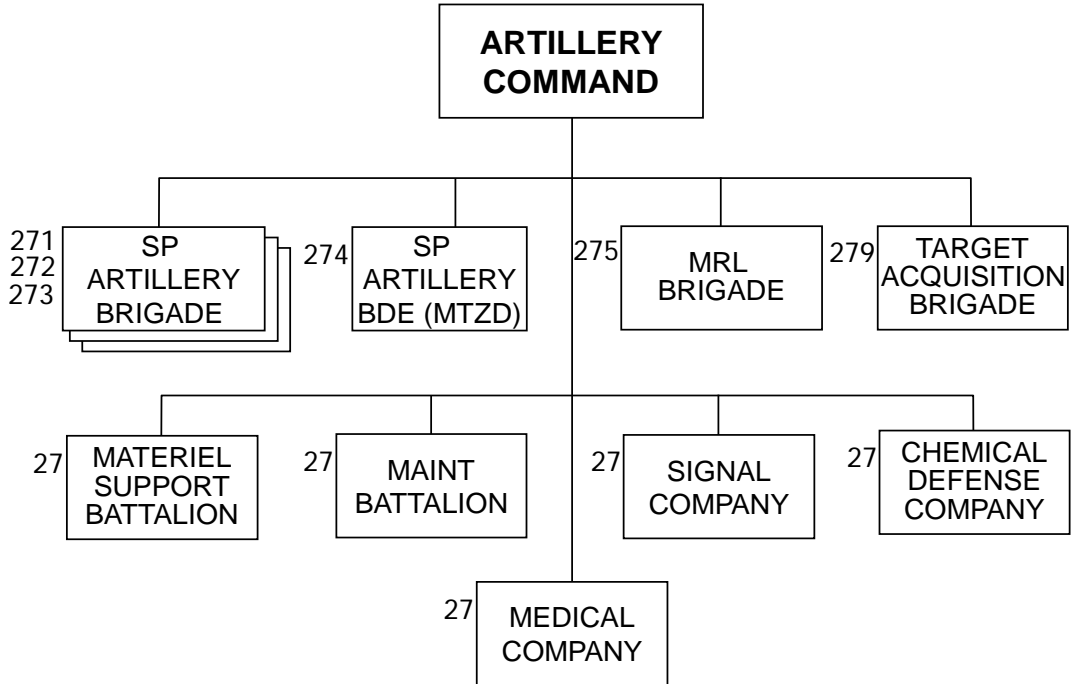 ARTILLERY
COMMAND
271
272
273
SP
ARTILLERY
BRIGADE
274
SP
ARTILLERY
BDE (MTZD)
275
MRL
BRIGADE
279
TARGET
ACQUISITION
BRIGADE
27
MATERIEL
SUPPORT
BATTALION
27
MAINT
BATTALION
27
SIGNAL
COMPANY
27
CHEMICAL
DEFENSE
COMPANY
27
MEDICAL
COMPANY